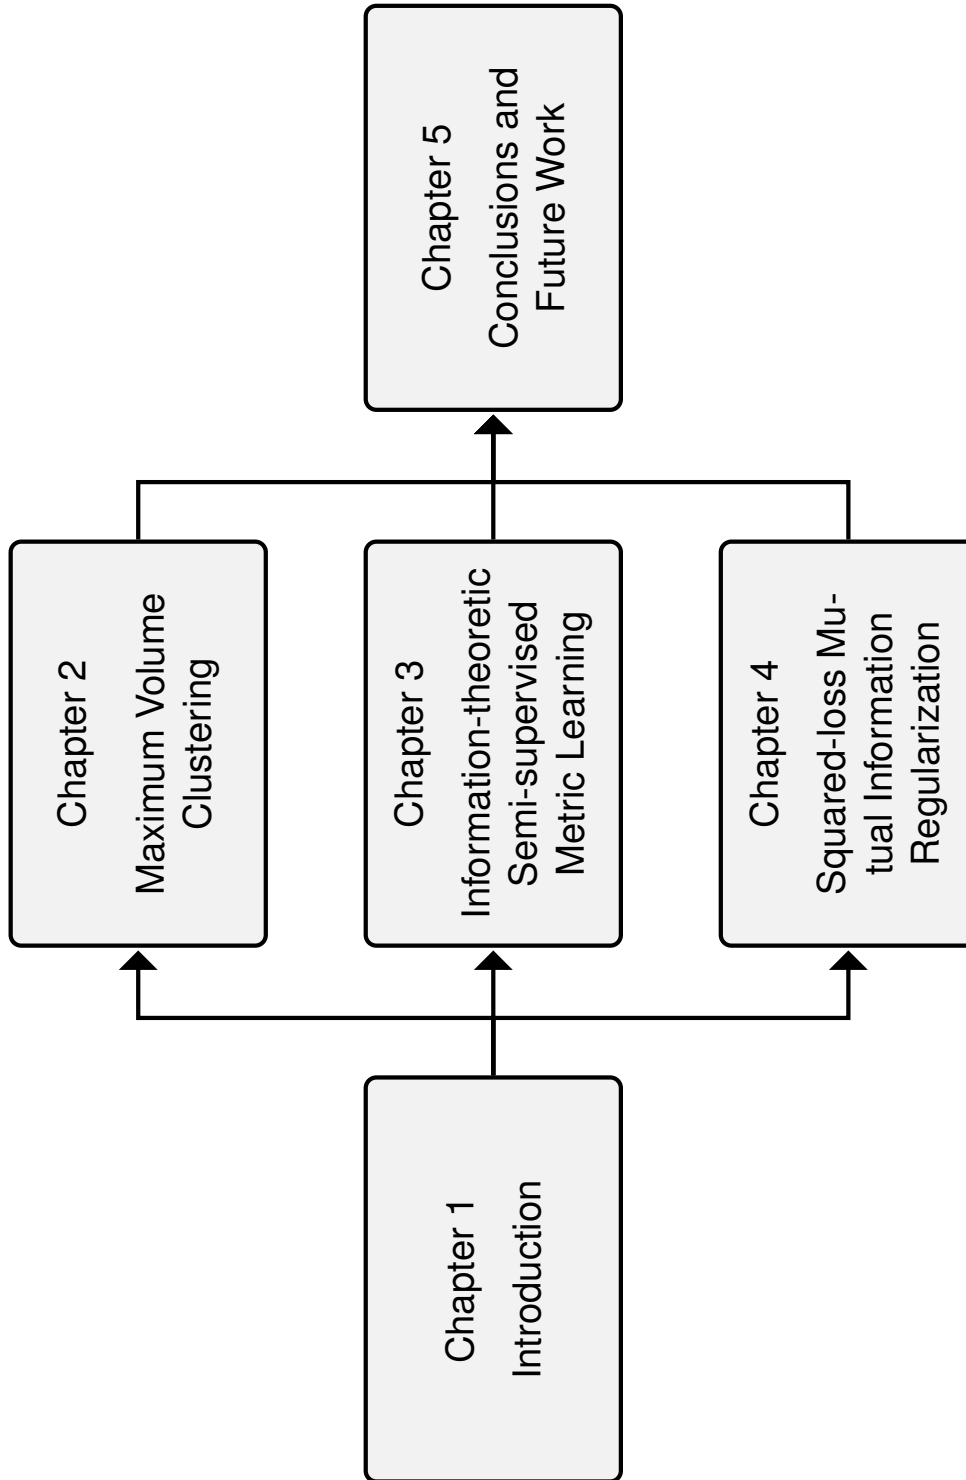 Chapter 1
Introduction
Chapter 2
Maximum Volume
Clustering
Chapter 3
Information-theoretic
Semi-supervised
Metric Learning
Chapter 4
Squared-loss Mu-
tual Information
Regularization
Chapter 5
Conclusions and
Future Work